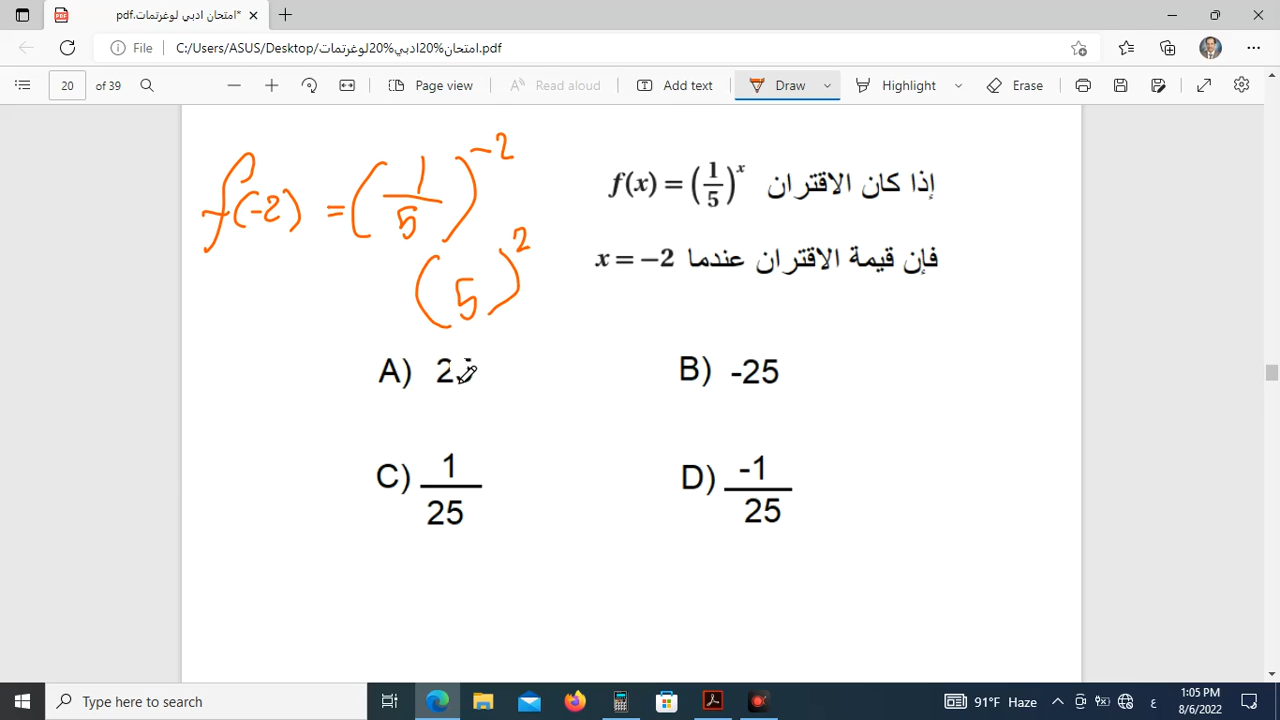 *امتحان ادبي لوغرتمات.pdf
File C:/Users/ASUS/Desktop/امتحان%20ادبي%20لوغرتمات.pdf
20 of 39 Page view Read aloud Add text Draw Highlight Erase
إذا كان الاقتران f(x) = (1/5)^x
فإن قيمة الاقتران عندما x = −2
f(-2) = (1/5)^-2
(5)^2
A) 25 B) -25
C) 1/25 D) -1/25
Type here to search
91°F Haze ع 1:05 PM
8/6/2022